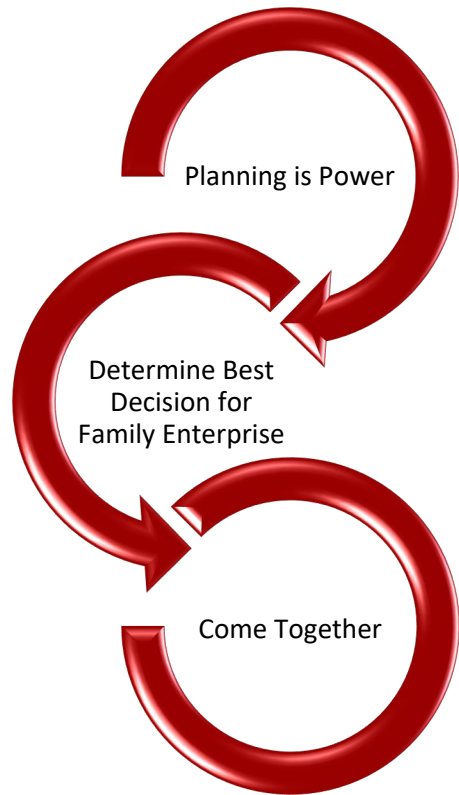 Planning is Power
Determine Best
Decision for
Family Enterprise
Come Together